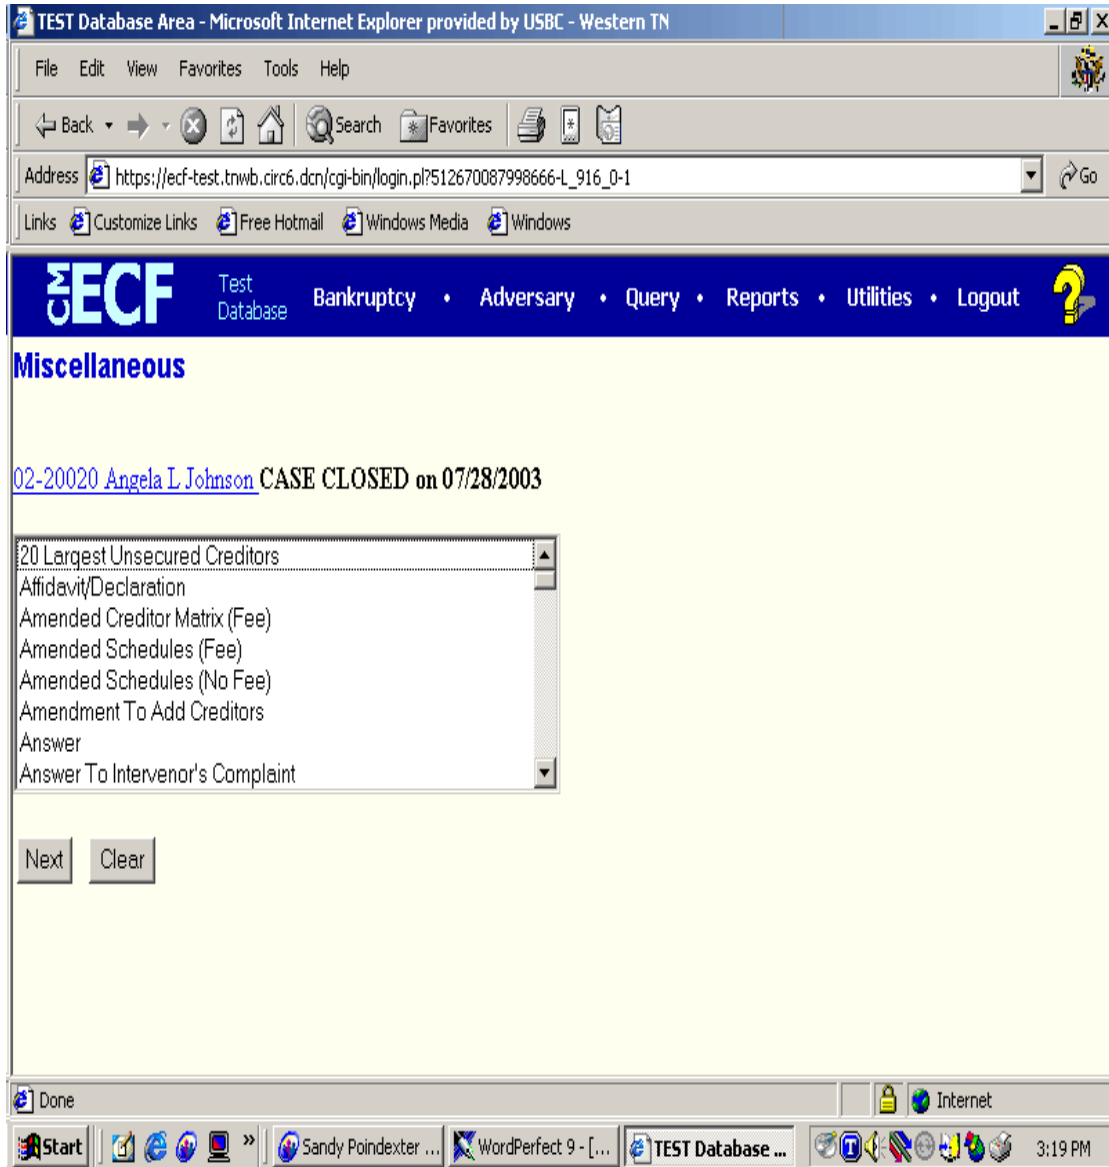 TEST Database Area - Microsoft Internet Explorer provided by USBC - Western TN
File Edit View Favorites Tools Help
Back Search Favorites
Address https://ecf-test.tnwb.circ6.dcn/cgi-bin/login.pl?512670087998666-L_916_0-1 Go
Links Customize Links Free Hotmail Windows Media Windows
CM ECF Test Database Bankruptcy • Adversary • Query • Reports • Utilities • Logout ?
Miscellaneous
02-20020 Angela L Johnson CASE CLOSED on 07/28/2003
20 Largest Unsecured Creditors
Affidavit/Declaration
Amended Creditor Matrix (Fee)
Amended Schedules (Fee)
Amended Schedules (No Fee)
Amendment To Add Creditors
Answer
Answer To Intervenor's Complaint
Next Clear
Done Internet
Start » Sandy Poindexter ... WordPerfect 9 - [... TEST Database ... 3:19 PM